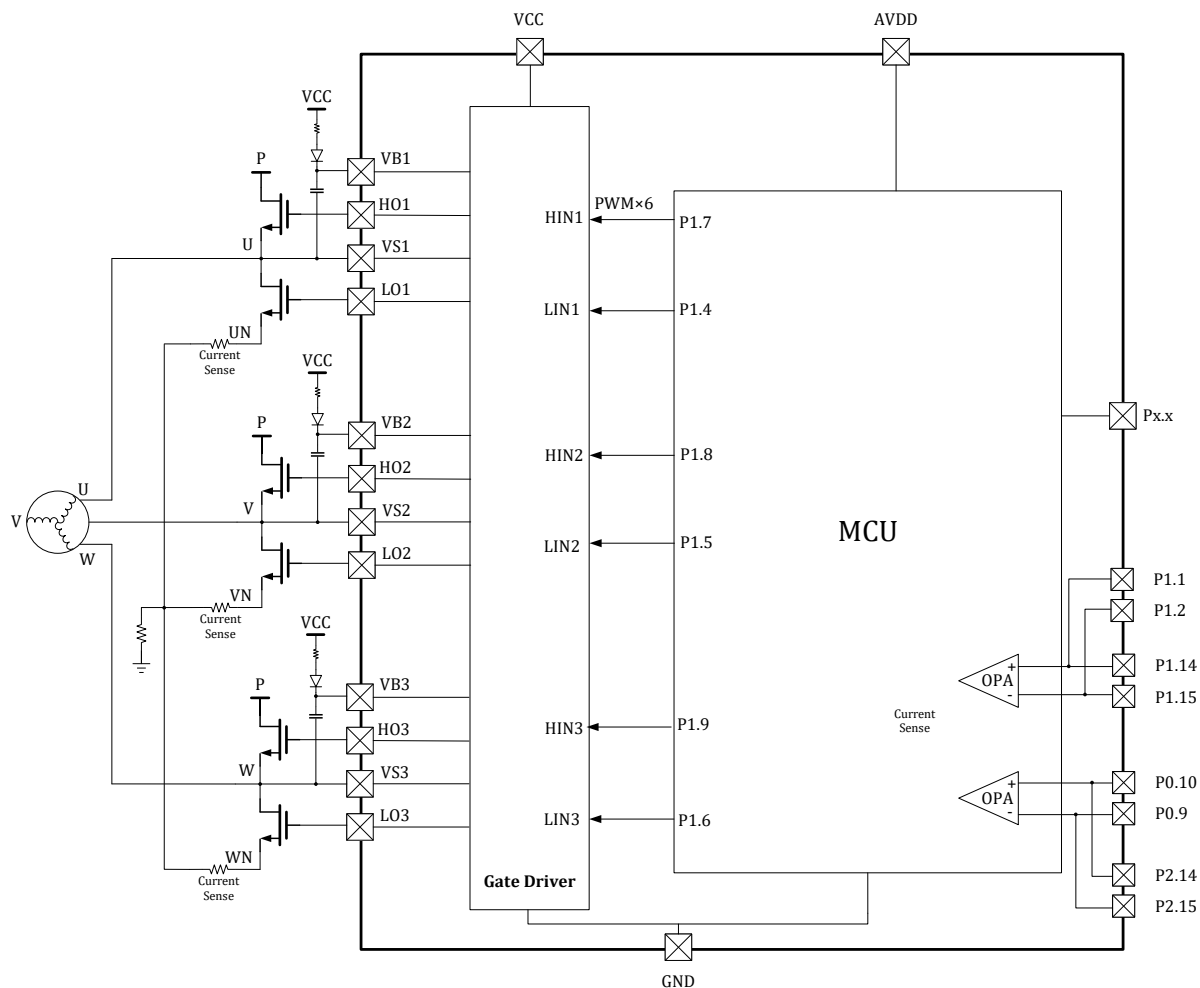 VCC
AVDD
VCC
VB1
P
HO1
PWM×6
HIN1
P1.7
U
VS1
LO1
LIN1
P1.4
UN
Current
Sense
VCC
VB2
P
HIN2
P1.8
HO2
Px.x
U
V
V
VS2
MCU
LIN2
P1.5
W
LO2
P1.1
VN
P1.2
Current
Sense
VCC
P1.14
+
OPA
-
P
VB3
P1.15
Current
Sense
HIN3
P1.9
HO3
W
VS3
P0.10
+
OPA
-
P0.9
LO3
LIN3
P1.6
WN
Current
Sense
Gate Driver
P2.14
P2.15
GND